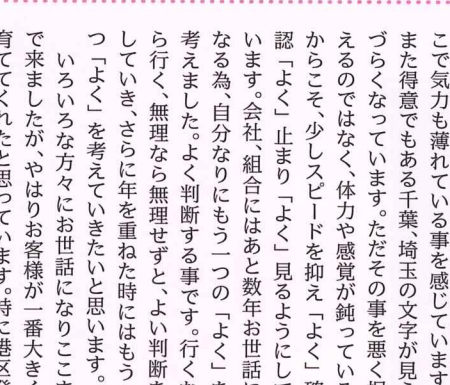 こで気力も薄れている事を感じています
また得意でもある千葉、埼玉の文字が見
づらくなっています。ただその事を悪く捉
えるのではなく、体力や感覚が鈍ってい
からこそ、少しスピードを抑え「よく」確
認「よく」止まり「よく」見るようにして
います。会社、組合にはあと数年お世話に
なる為、自分なりにもう一つの「よく」を
考えました。よく判断する事です。行くな
ら行く、無理なら無理せずと、よい判断を
していき、さらに年を重ねた時にはもう
つ「よく」を考えていきたいと思います。
いろいろな方々にお世話になりここま
で来ましたが、やはりお客様が一番大きく
育ててくれたと思っています。特に港区